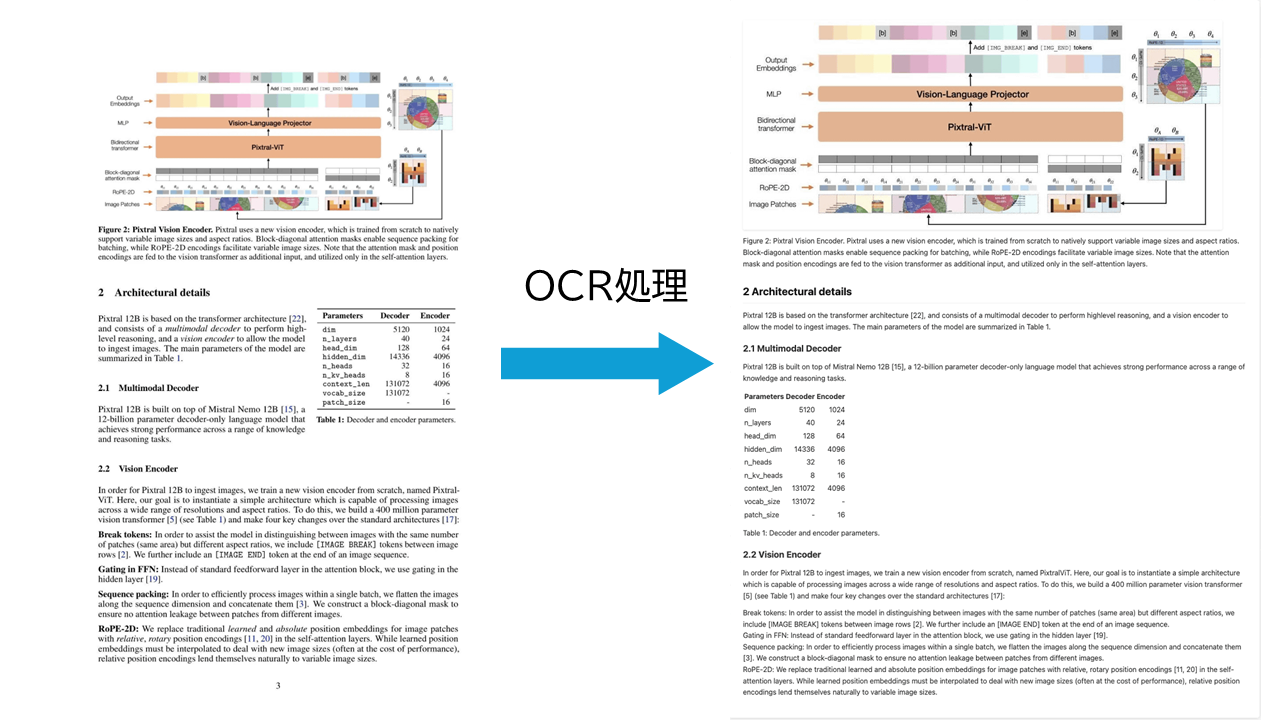 [b] [b] [e] [b] [e]
Add [IMG_BREAK] and [IMG_END] tokens
θ1 θ2 θ3 θ4
Output
Embeddings
MLP
Vision-Language Projector
Bidirectional
transformer
Pixtral-ViT
Block-diagonal
attention mask
RoPE-2D
Image Patches
Figure 2: Pixtral Vision Encoder. Pixtral uses a new vision encoder, which is trained from scratch to natively
support variable image sizes and aspect ratios. Block-diagonal attention masks enable sequence packing for
batching, while RoPE-2D encodings facilitate variable image sizes. Note that the attention mask and position
encodings are fed to the vision transformer as additional input, and utilized only in the self-attention layers.
2 Architectural details
Pixtral 12B is based on the transformer architecture [22],
and consists of a multimodal decoder to perform high-
level reasoning, and a vision encoder to allow the model
to ingest images. The main parameters of the model are
summarized in Table 1.
2.1 Multimodal Decoder
Pixtral 12B is built on top of Mistral Nemo 12B [15], a
12-billion parameter decoder-only language model that
achieves strong performance across a range of knowledge
and reasoning tasks.
Parameters Decoder Encoder
dim 5120 1024
n_layers 40 24
head_dim 128 64
hidden_dim 14336 4096
n_heads 32 16
n_kv_heads 8 16
context_len 131072 4096
vocab_size 131072 -
patch_size - 16
Table 1: Decoder and encoder parameters.
2.2 Vision Encoder
In order for Pixtral 12B to ingest images, we train a new vision encoder from scratch, named Pixtral-
ViT. Here, our goal is to instantiate a simple architecture which is capable of processing images
across a wide range of resolutions and aspect ratios. To do this, we build a 400 million parameter
vision transformer [5] (see Table 1) and make four key changes over the standard architectures [17]:
Break tokens: In order to assist the model in distinguishing between images with the same number
of patches (same area) but different aspect ratios, we include [IMAGE BREAK] tokens between image
rows [2]. We further include an [IMAGE END] token at the end of an image sequence.
Gating in FFN: Instead of standard feedforward layer in the attention block, we use gating in the
hidden layer [19].
Sequence packing: In order to efficiently process images within a single batch, we flatten the images
along the sequence dimension and concatenate them [3]. We construct a block-diagonal mask to
ensure no attention leakage between patches from different images.
RoPE-2D: We replace traditional learned and absolute position embeddings for image patches
with relative, rotary position encodings [11, 20] in the self-attention layers. While learned position
embeddings must be interpolated to deal with new image sizes (often at the cost of performance),
relative position encodings lend themselves naturally to variable image sizes.
3
OCR処理
[b] [b] [e] [b] [e]
Add [IMG_BREAK] and [IMG_END] tokens
θ1 θ2 θ3 θ4
Output
Embeddings
MLP
Vision-Language Projector
Bidirectional
transformer
Pixtral-ViT
Block-diagonal
attention mask
RoPE-2D
Image Patches
Figure 2: Pixtral Vision Encoder. Pixtral uses a new vision encoder, which is trained from scratch to natively support variable image sizes and aspect ratios.
Block-diagonal attention masks enable sequence packing for batching, while RoPE-2D encodings facilitate variable image sizes. Note that the attention
mask and position encodings are fed to the vision transformer as additional input, and utilized only in the self-attention layers.
2 Architectural details
Pixtral 12B is based on the transformer architecture [22], and consists of a multimodal decoder to perform highlevel reasoning, and a vision encoder to
allow the model to ingest images. The main parameters of the model are summarized in Table 1.
2.1 Multimodal Decoder
Pixtral 12B is built on top of Mistral Nemo 12B [15], a 12-billion parameter decoder-only language model that achieves strong performance across a range of
knowledge and reasoning tasks.
Parameters Decoder Encoder
dim 5120 1024
n_layers 40 24
head_dim 128 64
hidden_dim 14336 4096
n_heads 32 16
n_kv_heads 8 16
context_len 131072 4096
vocab_size 131072 -
patch_size - 16
Table 1: Decoder and encoder parameters.
2.2 Vision Encoder
In order for Pixtral 12B to ingest images, we train a new vision encoder from scratch, named PixtralViT. Here, our goal is to instantiate a simple architecture
which is capable of processing images across a wide range of resolutions and aspect ratios. To do this, we build a 400 million parameter vision transformer
[5] (see Table 1) and make four key changes over the standard architectures [17]:
Break tokens: In order to assist the model in distinguishing between images with the same number of patches (same area) but different aspect ratios, we
include [IMAGE BREAK] tokens between image rows [2]. We further include an [IMAGE END] token at the end of an image sequence.
Gating in FFN: Instead of standard feedforward layer in the attention block, we use gating in the hidden layer [19].
Sequence packing: In order to efficiently process images within a single batch, we flatten the images along the sequence dimension and concatenate them
[3]. We construct a block-diagonal mask to ensure no attention leakage between patches from different images.
RoPE-2D: We replace traditional learned and absolute position embeddings for image patches with relative, rotary position encodings [11, 20] in the self-
attention layers. While learned position embeddings must be interpolated to deal with new image sizes (often at the cost of performance), relative position
encodings lend themselves naturally to variable image sizes.